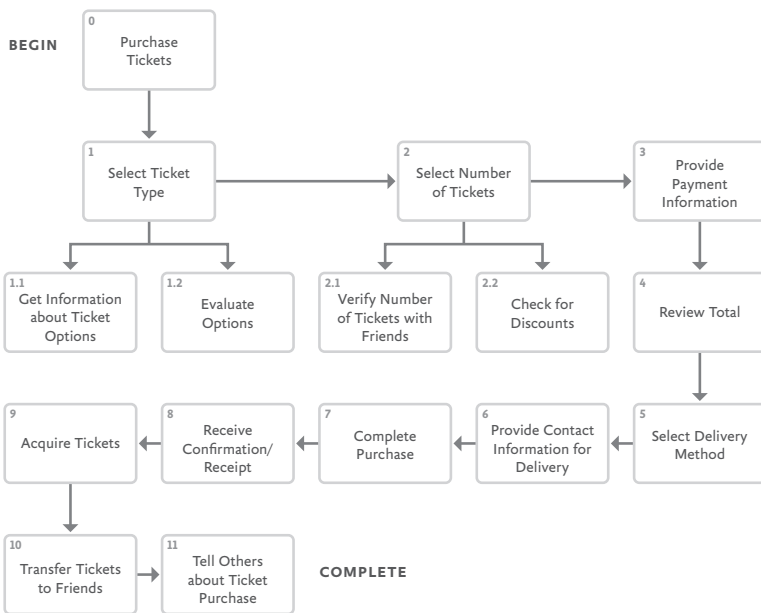 BEGIN
0
Purchase
Tickets
1
Select Ticket
Type
2
Select Number
of Tickets
3
Provide
Payment
Information
1.1
Get Information
about Ticket
Options
1.2
Evaluate
Options
2.1
Verify Number
of Tickets with
Friends
2.2
Check for
Discounts
4
Review Total
5
Select Delivery
Method
6
Provide Contact
Information for
Delivery
7
Complete
Purchase
8
Receive
Confirmation/
Receipt
9
Acquire Tickets
10
Transfer Tickets
to Friends
11
Tell Others
about Ticket
Purchase
COMPLETE